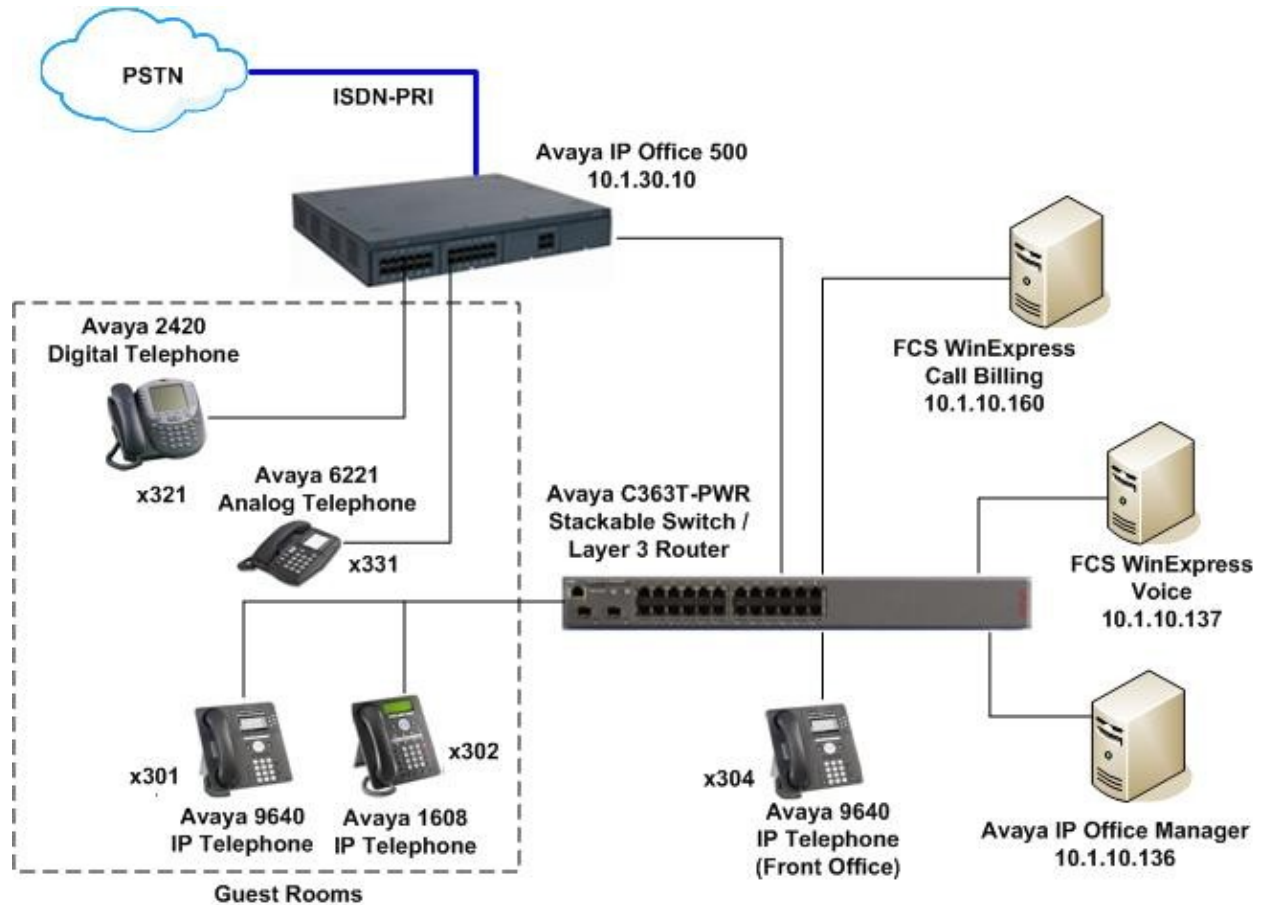 PSTN
ISDN-PRI
Avaya IP Office 500
10.1.30.10
FCS WinExpress
Call Billing
10.1.10.160
Avaya 2420
Digital Telephone
x321
Avaya 6221
Analog Telephone
x331
Avaya C363T-PWR
Stackable Switch /
Layer 3 Router
FCS WinExpress
Voice
10.1.10.137
x301
Avaya 9640
IP Telephone
x302
Avaya 1608
IP Telephone
x304
Avaya 9640
IP Telephone
(Front Office)
Avaya IP Office Manager
10.1.10.136
Guest Rooms